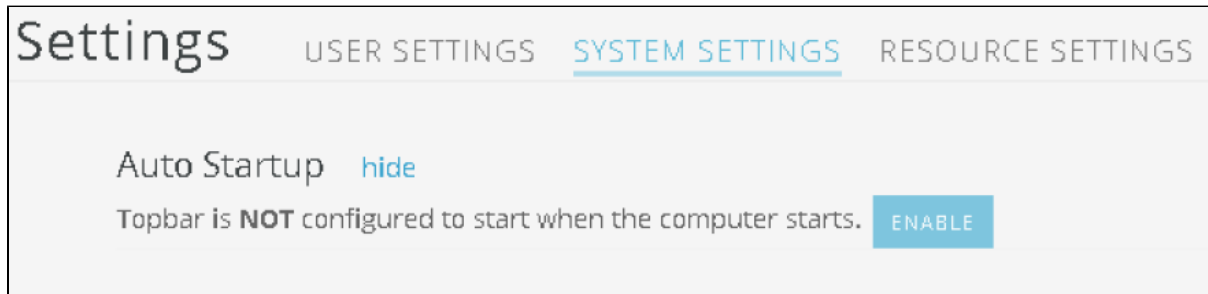 Settings USER SETTINGS SYSTEM SETTINGS RESOURCE SETTINGS
Auto Startup hide
Topbar is NOT configured to start when the computer starts. ENABLE